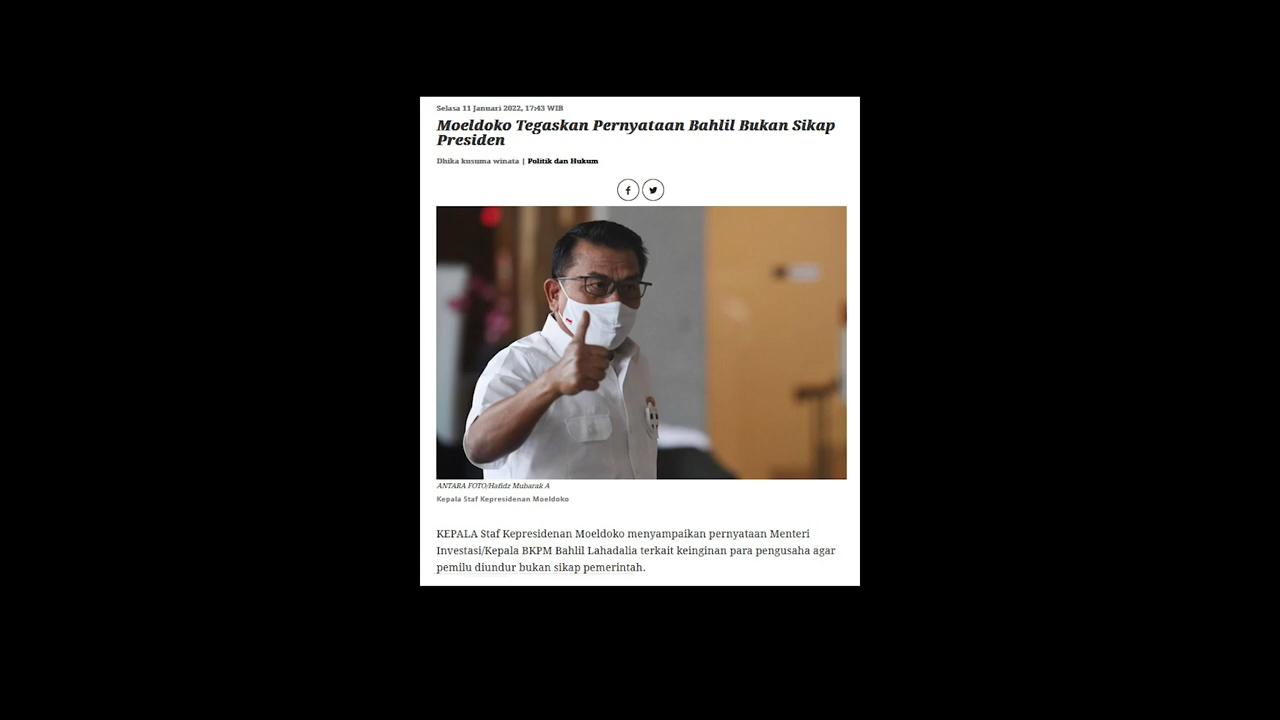 Selasa 11 Januari 2022, 17:43 WIB
Moeldoko Tegaskan Pernyataan Bahlil Bukan Sikap
Presiden
Dhika kusuma winata | Politik dan Hukum
ANTARA FOTO/Hafidz Mubarak A
Kepala Staf Kepresidenan Moeldoko
KEPALA Staf Kepresidenan Moeldoko menyampaikan pernyataan Menteri
Investasi/Kepala BKPM Bahlil Lahadalia terkait keinginan para pengusaha agar
pemilu diundur bukan sikap pemerintah.